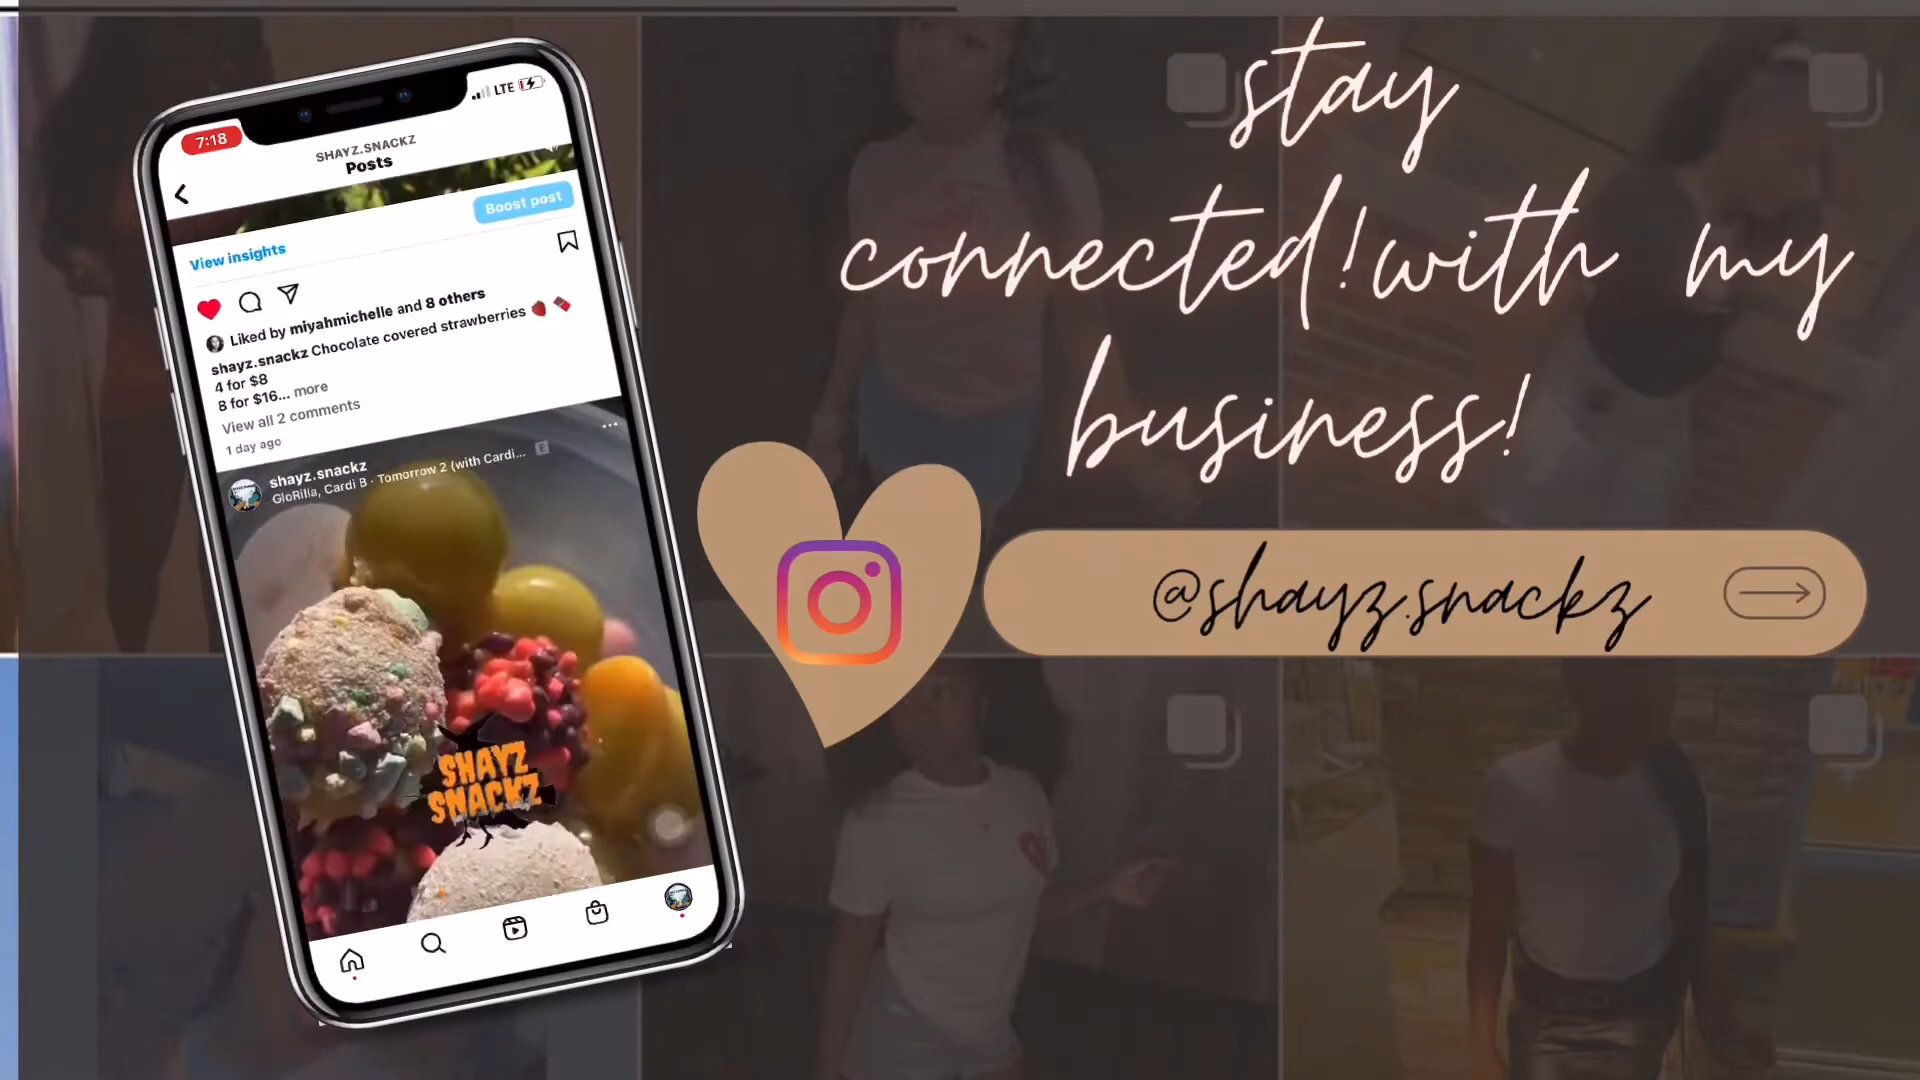 7:18
LTE
SHAYZ.SNACKZ
Posts
Boost post
View insights
Liked by miyahmichelle and 8 others
shayz.snackz Chocolate covered strawberries 🍓 🍫
4 for $8
8 for $16... more
View all 2 comments
1 day ago
shayz.snackz
GloRilla, Cardi B · Tomorrow 2 (with Cardi... E
SHAYZ
SNACKZ
stay
connected!with my
business!
@shayz.snackz